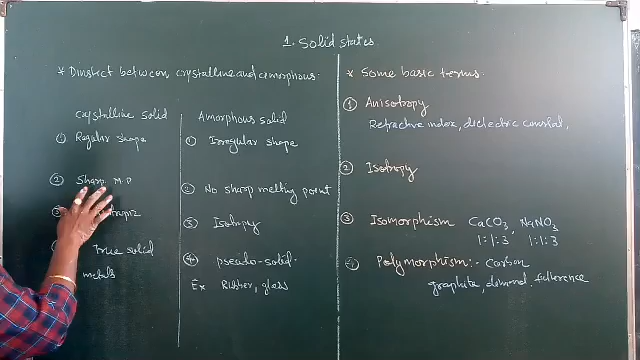 1. Solid states
* Distinct between crystalline and amorphous:
Crystalline solid
① Regular shape
② Sharp M.P
True solid
metals
Amorphous solid
① Irregular shape
② No sharp melting point
③ Isotropy
④ pseudo-solid
Ex Rubber, glass
* Some basic terms.
① Anisotropy
Refractive index, dielectric
② Isotropy
③ Isomorphism CaCO3, NaNO3
1:1:3 1:1:3
④ Polymorphism:- Carbon
graphite,